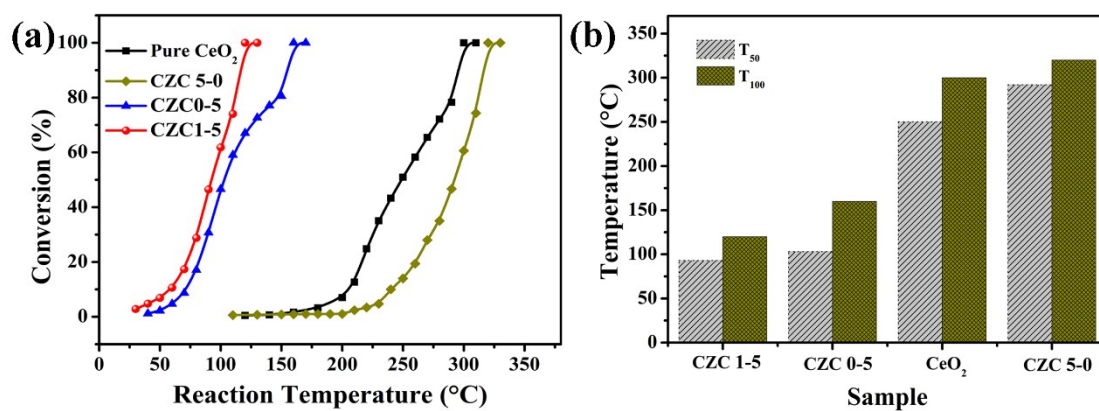 (a)
Conversion (%)
100
80
60
40
20
0
Pure CeO₂
CZC 5-0
CZC0-5
CZC1-5
0 50 100 150 200 250 300 350
Reaction Temperature (°C)
(b)
Temperature (°C)
350
300
250
200
150
100
50
0
T₅₀
T₁₀₀
CZC 1-5 CZC 0-5 CeO₂ CZC 5-0
Sample